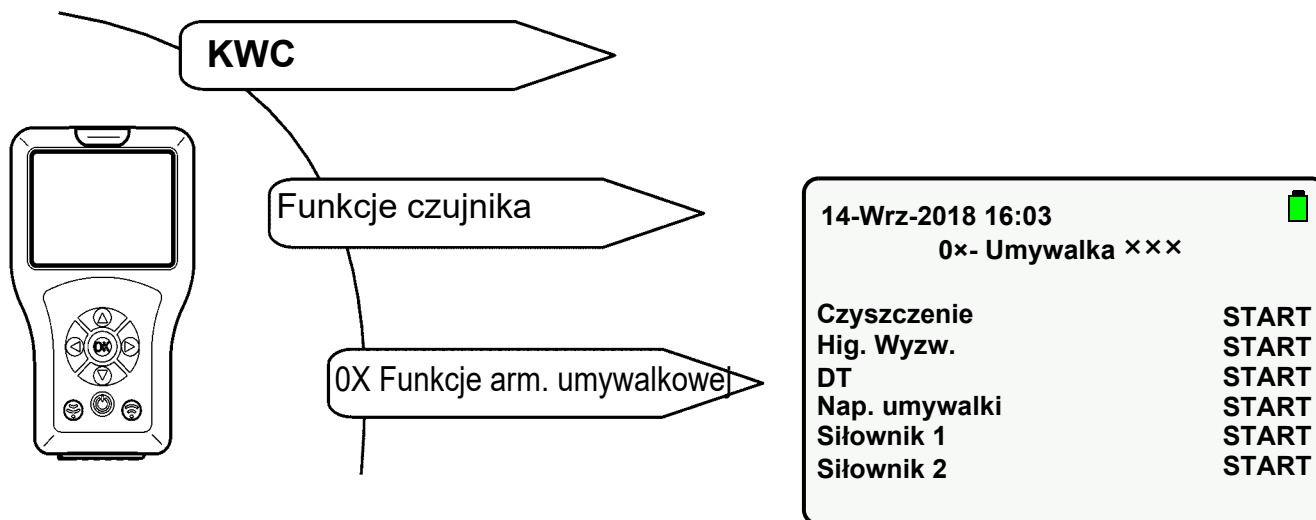 KWC
Funkcje czujnika
0X Funkcje arm. umywalkowej
OK
14-Wrz-2018 16:03
0×- Umywalka ×××
Czyszczenie START
Hig. Wyzw. START
DT START
Nap. umywalki START
Siłownik 1 START
Siłownik 2 START